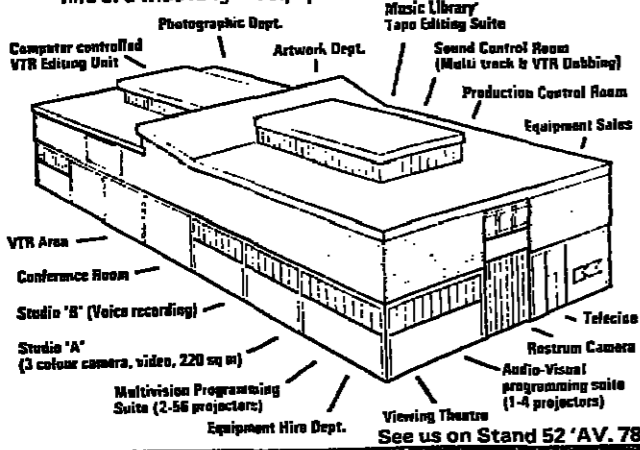 Music Library
Tape Editing Suite
Photographic Dept.
Computer controlled
VTR Editing Unit
Artwork Dept.
Sound Control Room
(Multi track & VTR Dubbing)
Production Control Room
Equipment Sales
VTR Area
Conference Room
Studio "B" (Voice recording)
Studio "A"
(3 colour camera, video, 220 sq m)
Multivision Programming
Suite (2-56 projectors)
Equipment Hire Dept.
Viewing Theatre
Audio-Visual
programming suite
(1-4 projectors)
Rostrum Camera
Telecine
See us on Stand 52 'AV. 78